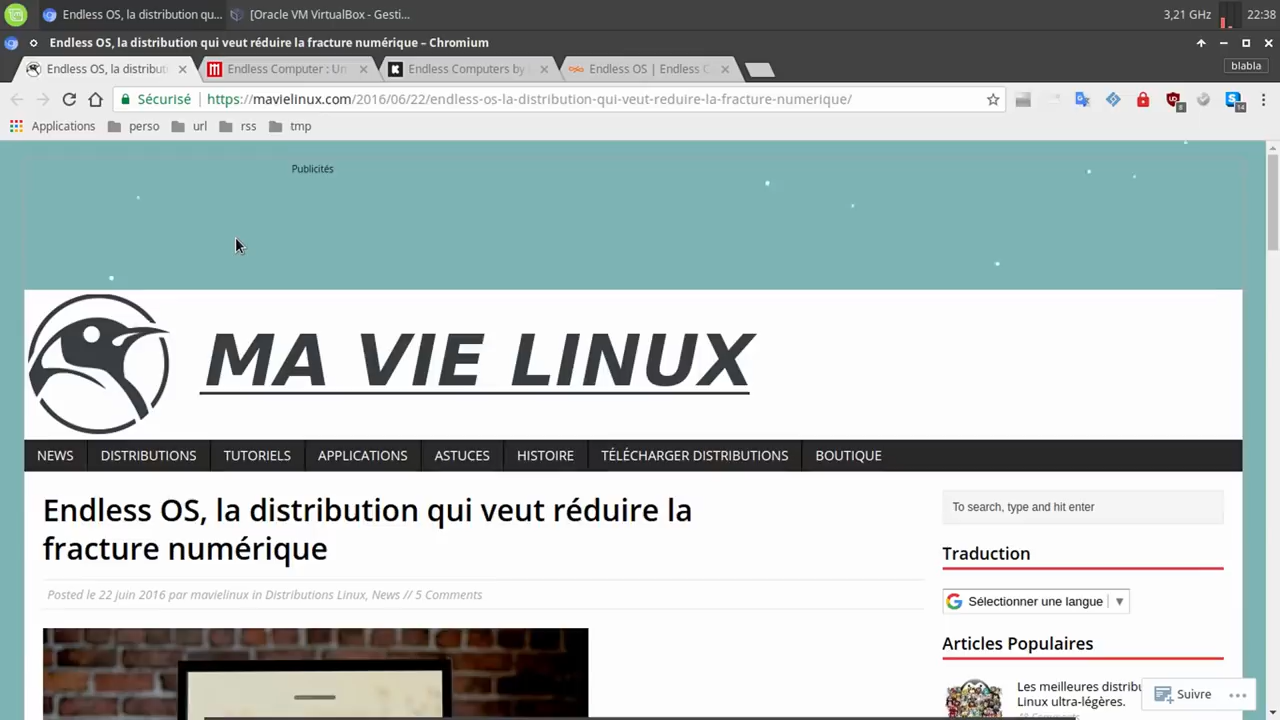 Endless OS, la distribution qu...
[Oracle VM VirtualBox - Gesti...
3,21 GHz
22:38
Endless OS, la distribution qui veut réduire la fracture numérique – Chromium
Endless OS, la distribut
Endless Computer : Un
Endless Computers by
Endless OS | Endless C
blabla
Sécurisé
https://mavielinux.com/2016/06/22/endless-os-la-distribution-qui-veut-reduire-la-fracture-numerique/
Applications
perso
url
rss
tmp
Publicités
MA VIE LINUX
NEWS
DISTRIBUTIONS
TUTORIELS
APPLICATIONS
ASTUCES
HISTOIRE
TÉLÉCHARGER DISTRIBUTIONS
BOUTIQUE
Endless OS, la distribution qui veut réduire la
fracture numérique
Posted le 22 juin 2016 par mavielinux in Distributions Linux, News // 5 Comments
To search, type and hit enter
Traduction
Sélectionner une langue
Articles Populaires
Les meilleures distribu
Linux ultra-légères.
Suivre